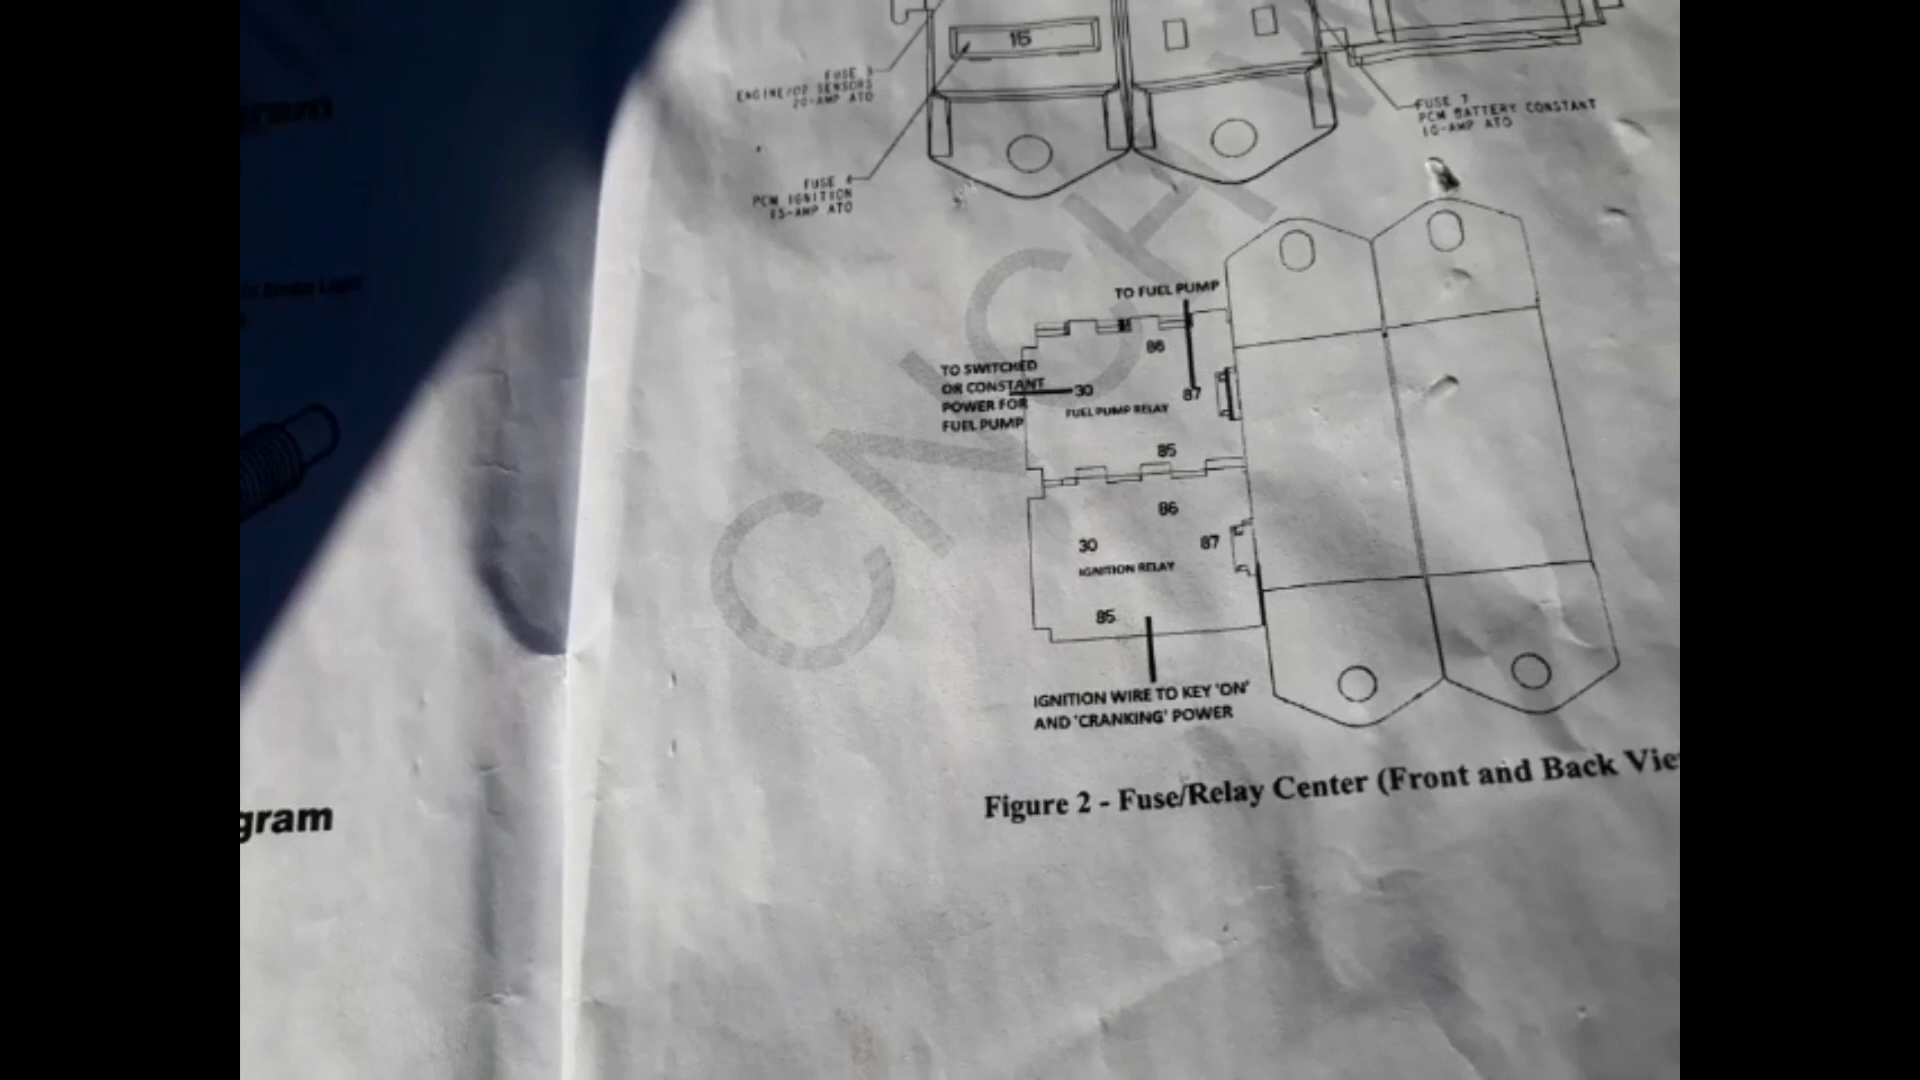 15
FUSE 3
ENGINE/O2 SENSORS
20-AMP ATO
FUSE 7
PCM BATTERY CONSTANT
10-AMP ATO
FUSE 4
PCM IGNITION
15-AMP ATO
gram
TO FUEL PUMP
86
TO SWITCHED
OR CONSTANT
POWER FOR
FUEL PUMP
30
87
FUEL PUMP RELAY
85
86
30
87
IGNITION RELAY
85
IGNITION WIRE TO KEY 'ON'
AND 'CRANKING' POWER
Figure 2 - Fuse/Relay Center (Front and Back Vie
gram